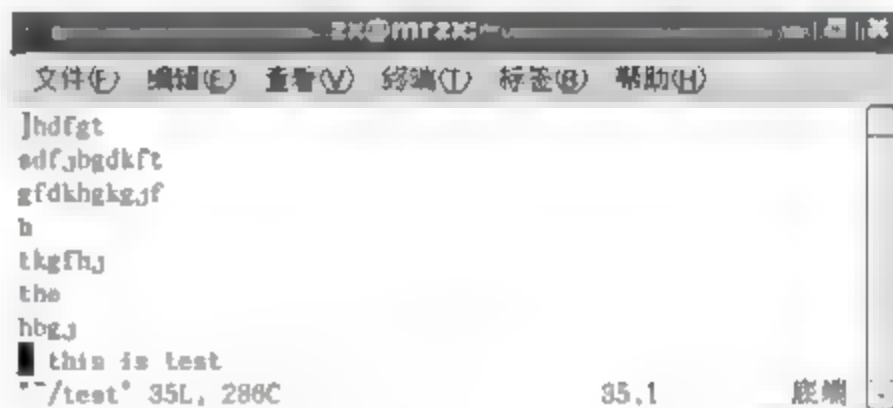 zx@mrzx:~
文件(F) 编辑(E) 查看(V) 终端(T) 标签(B) 帮助(H)
]hdfgt
sdfjbgdkft
gfdkhgkgjf
h
tkgfhj
the
hbgj
this is test
"~/test" 35L, 286C 35,1 底端